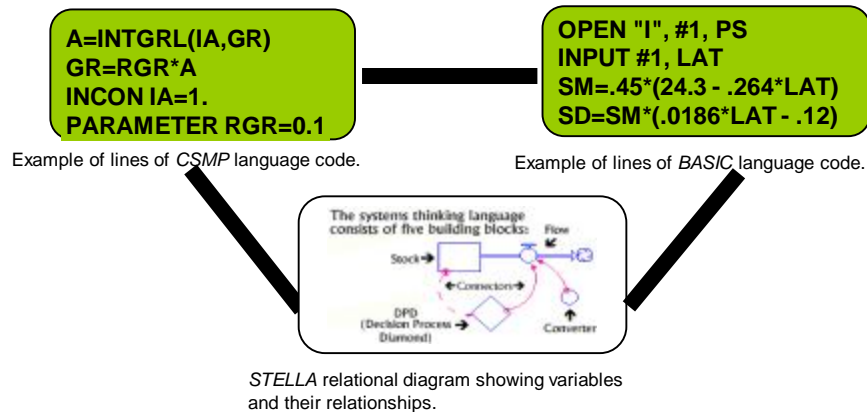 A=INTGRL(IA,GR)
GR=RGR*A
INCON IA=1.
PARAMETER RGR=0.1
Example of lines of CSMP language code.
OPEN "I", #1, PS
INPUT #1, LAT
SM=.45*(24.3 - .264*LAT)
SD=SM*(.0186*LAT - .12)
Example of lines of BASIC language code.
The systems thinking language
consists of five building blocks:
Flow
Stock
Connectors
DPD
(Decision Process
Diamond)
Converter
STELLA relational diagram showing variables
and their relationships.